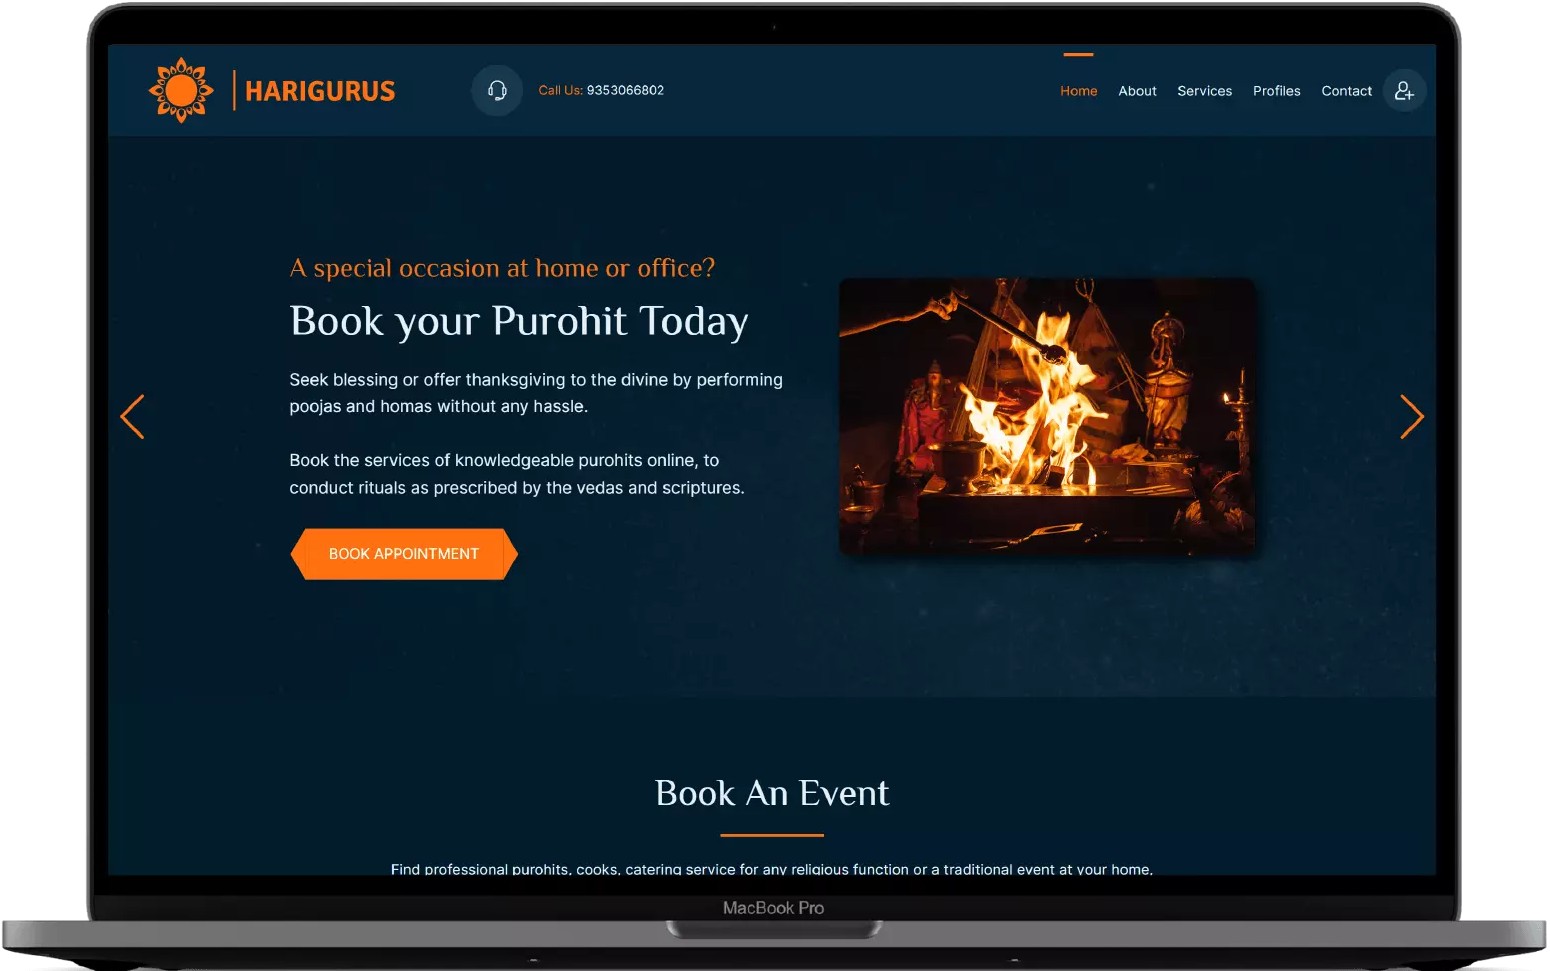 HARIGURUS
Call Us: 9353066802
Home
About
Services
Profiles
Contact
A special occasion at home or office?
Book your Purohit Today
Seek blessing or offer thanksgiving to the divine by performing
poojas and homas without any hassle.
Book the services of knowledgeable purohits online, to
conduct rituals as prescribed by the vedas and scriptures.
BOOK APPOINTMENT
Book An Event
Find professional purohits, cooks, catering service for any religious function or a traditional event at your home,
MacBook Pro